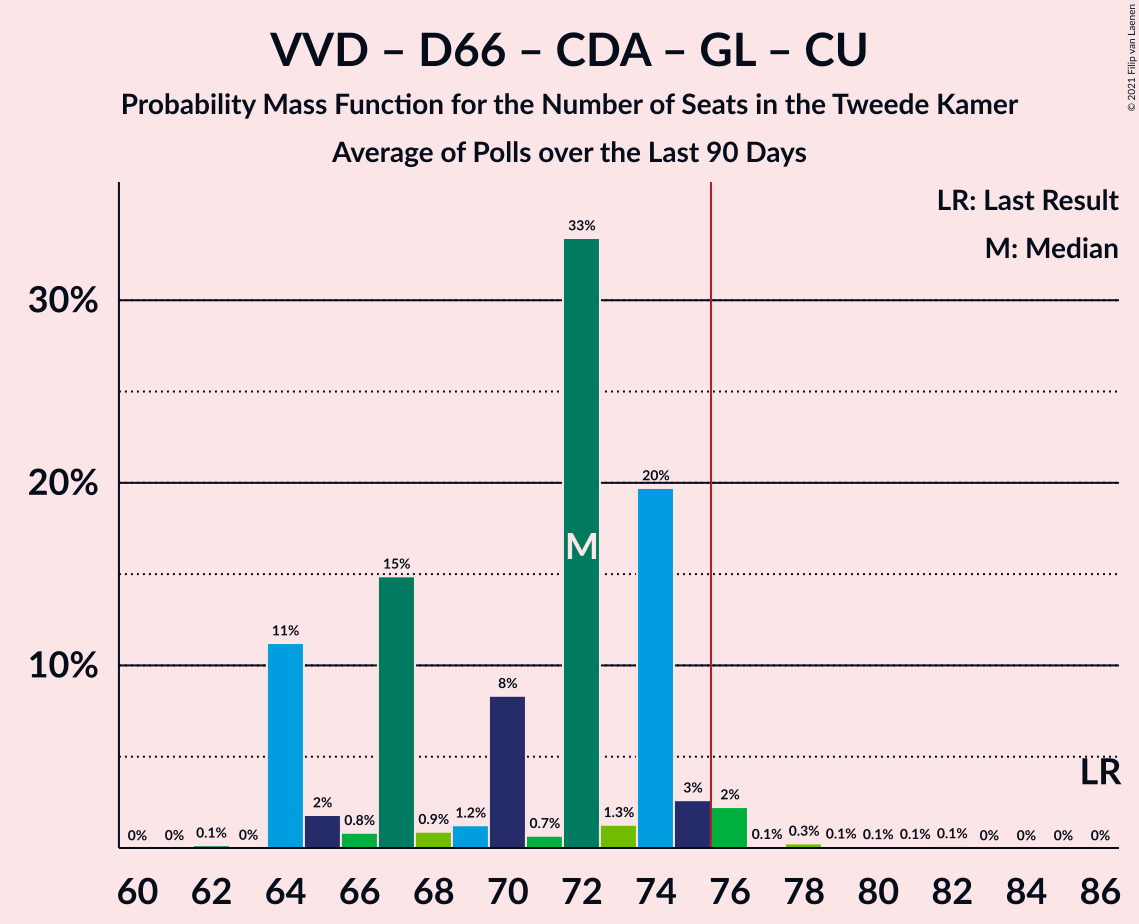 VVD – D66 – CDA – GL – CU
Probability Mass Function for the Number of Seats in the Tweede Kamer
Average of Polls over the Last 90 Days
© 2021 Filip van Laenen
LR: Last Result
M: Median
30%
20%
10%
0% 0% 0.1% 0% 11% 2% 0.8% 15% 0.9% 1.2% 8% 0.7% 33% 1.3% 20% 3% 2% 0.1% 0.3% 0.1% 0.1% 0.1% 0.1% 0% 0% 0% 0%
M
LR
60 62 64 66 68 70 72 74 76 78 80 82 84 86